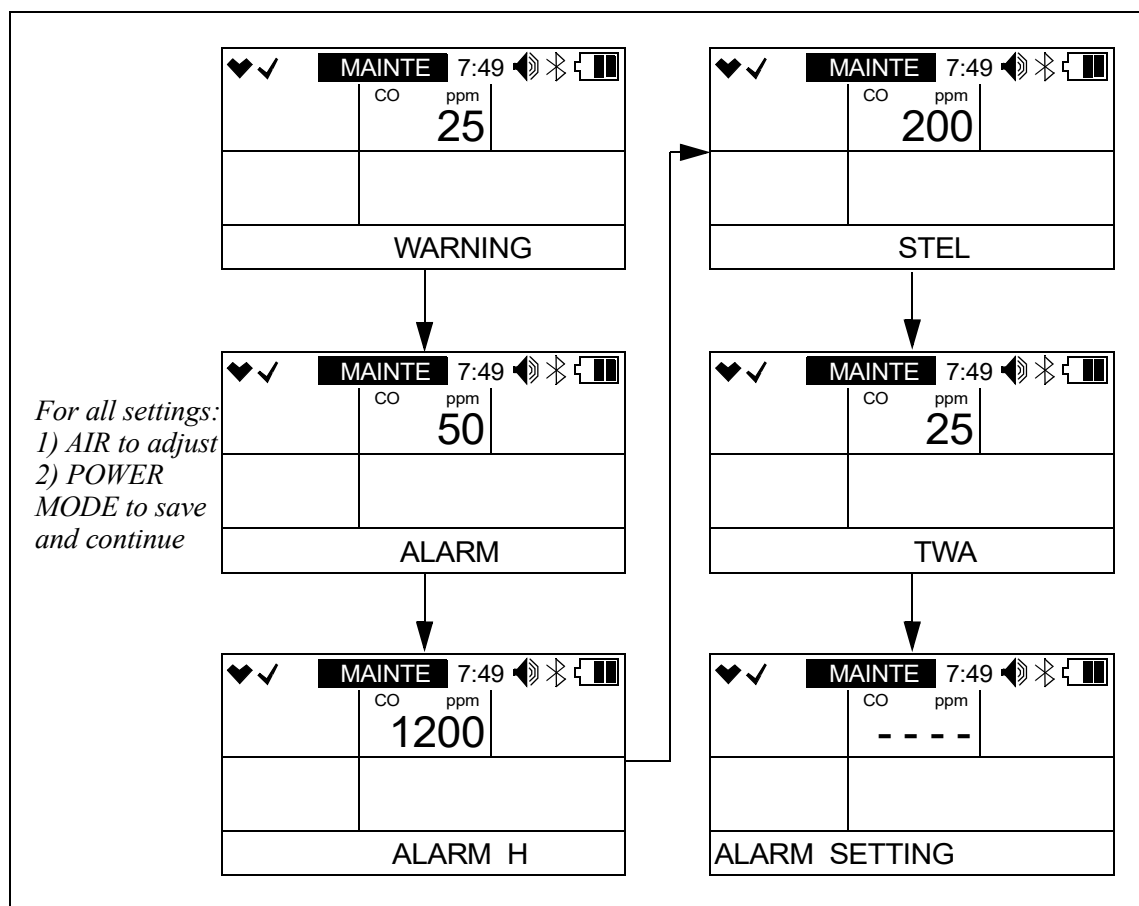 MAINTE 7:49
CO ppm
25
WARNING
For all settings:
1) AIR to adjust
2) POWER
MODE to save
and continue
MAINTE 7:49
CO ppm
50
ALARM
MAINTE 7:49
CO ppm
1200
ALARM H
MAINTE 7:49
CO ppm
200
STEL
MAINTE 7:49
CO ppm
25
TWA
MAINTE 7:49
CO ppm
- - - -
ALARM SETTING